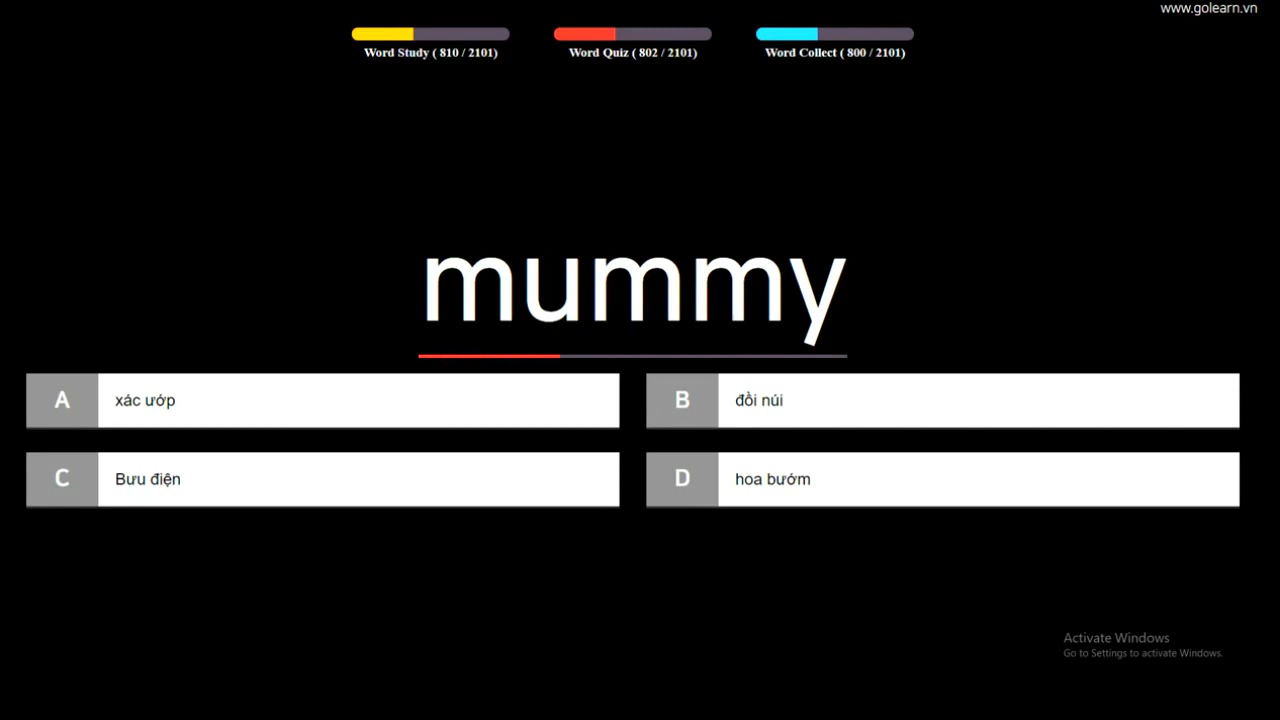 www.golearn.vn
Word Study ( 810 / 2101)
Word Quiz ( 802 / 2101)
Word Collect ( 800 / 2101)
mummy
A xác ướp
B đồi núi
C Bưu điện
D hoa bướm
Activate Windows
Go to Settings to activate Windows.